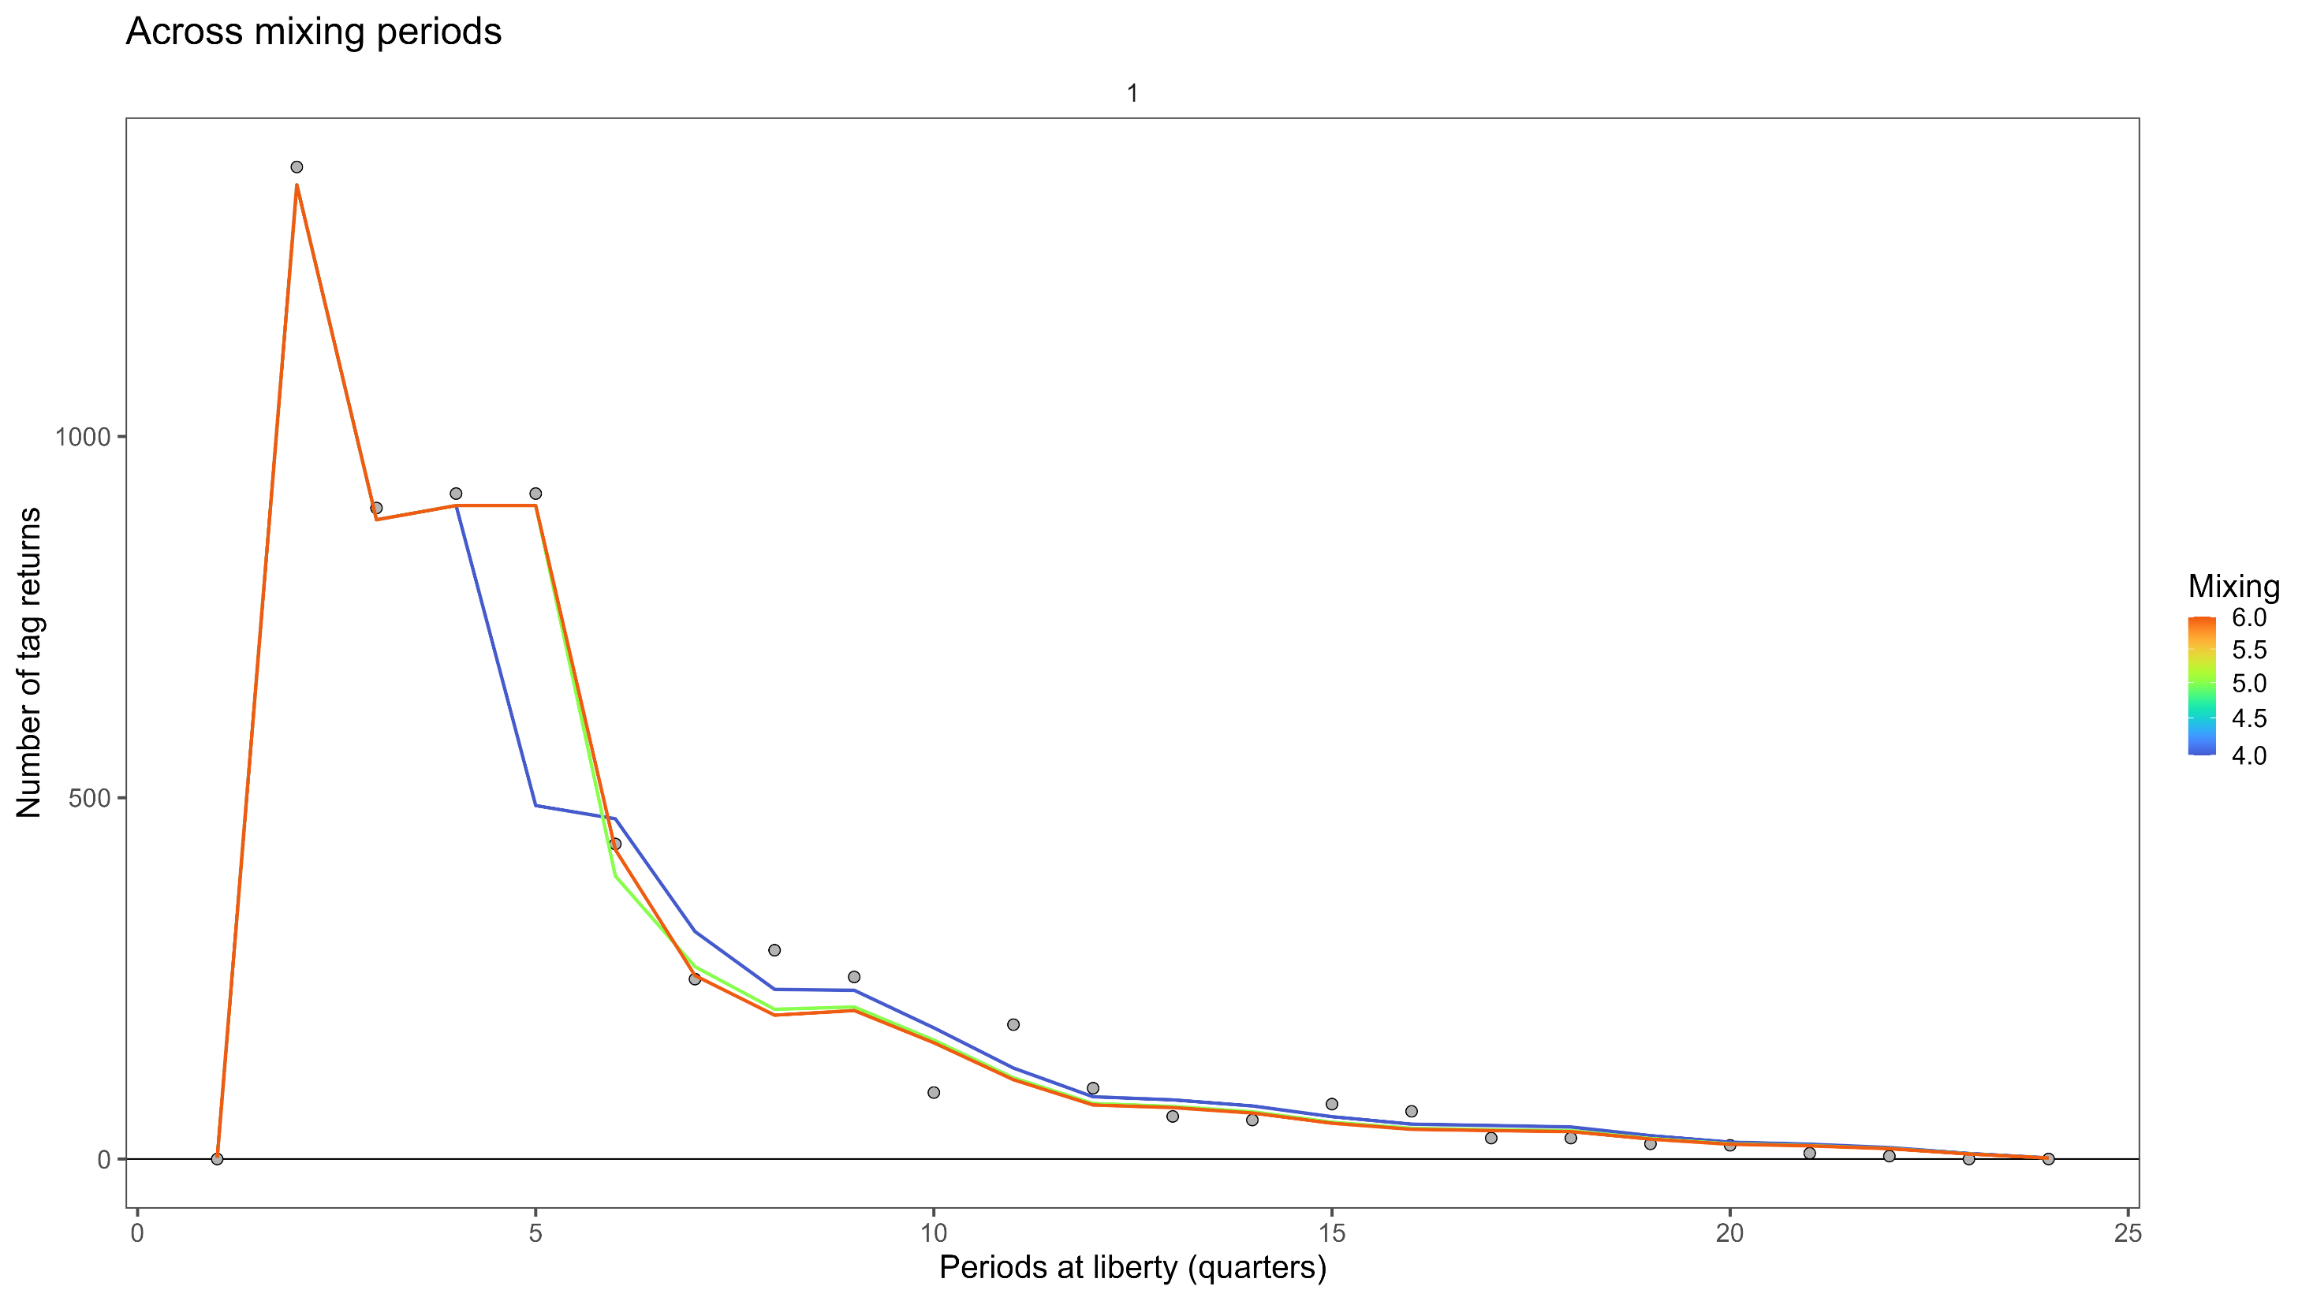 Across mixing periods
1
Number of tag returns
1000
500
0
0 5 10 15 20 25
Periods at liberty (quarters)
Mixing
6.0
5.5
5.0
4.5
4.0